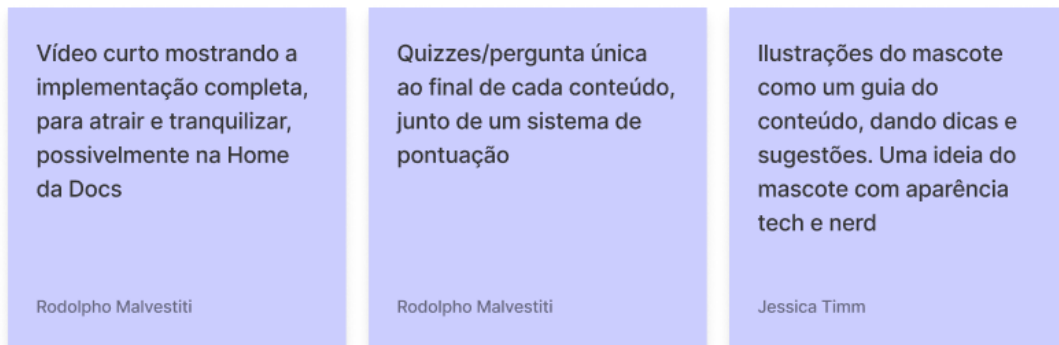 Vídeo curto mostrando a
implementação completa,
para atrair e tranquilizar,
possivelmente na Home
da Docs
Rodolpho Malvestiti
Quizzes/pergunta única
ao final de cada conteúdo,
junto de um sistema de
pontuação
Rodolpho Malvestiti
Ilustrações do mascote
como um guia do
conteúdo, dando dicas e
sugestões. Uma ideia do
mascote com aparência
tech e nerd
Jessica Timm